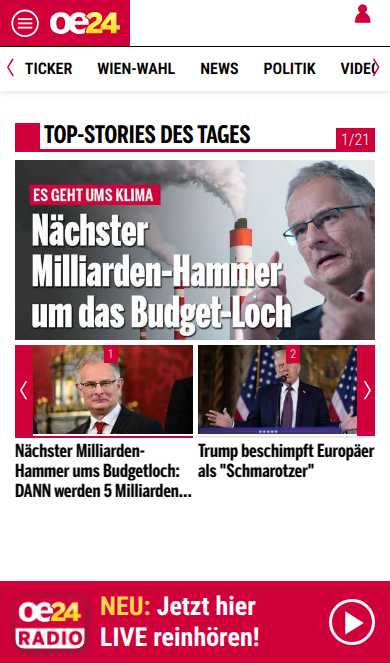 oe24
TICKER WIEN-WAHL NEWS POLITIK VIDEO
TOP-STORIES DES TAGES
1/21
ES GEHT UMS KLIMA
Nächster
Milliarden-Hammer
um das Budget-Loch
1
2
Nächster Milliarden-
Hammer ums Budgetloch:
DANN werden 5 Milliarden...
Trump beschimpft Europäer
als "Schmarotzer"
oe24
RADIO
NEU: Jetzt hier
LIVE reinhören!